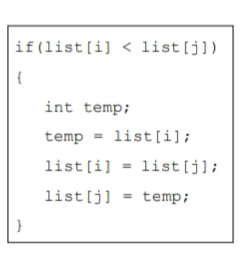 if(list[i] < list[j])
{
int temp;
temp = list[i];
list[i] = list[j];
list[j] = temp;
}